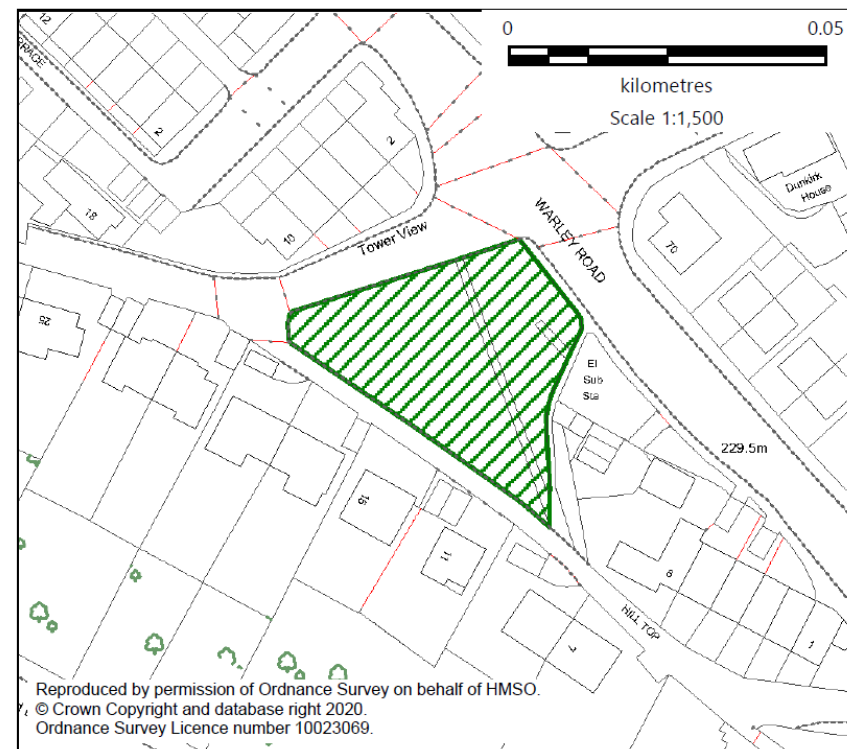 0 0.05
kilometres
Scale 1:1,500
12
2
2
18
10
Tower View
WARLEY ROAD
Dunkirk
House
70
25
El
Sub
Sta
229.5m
15
11
8
7
1
HILL TOP
Reproduced by permission of Ordnance Survey on behalf of HMSO.
© Crown Copyright and database right 2020.
Ordnance Survey Licence number 10023069.